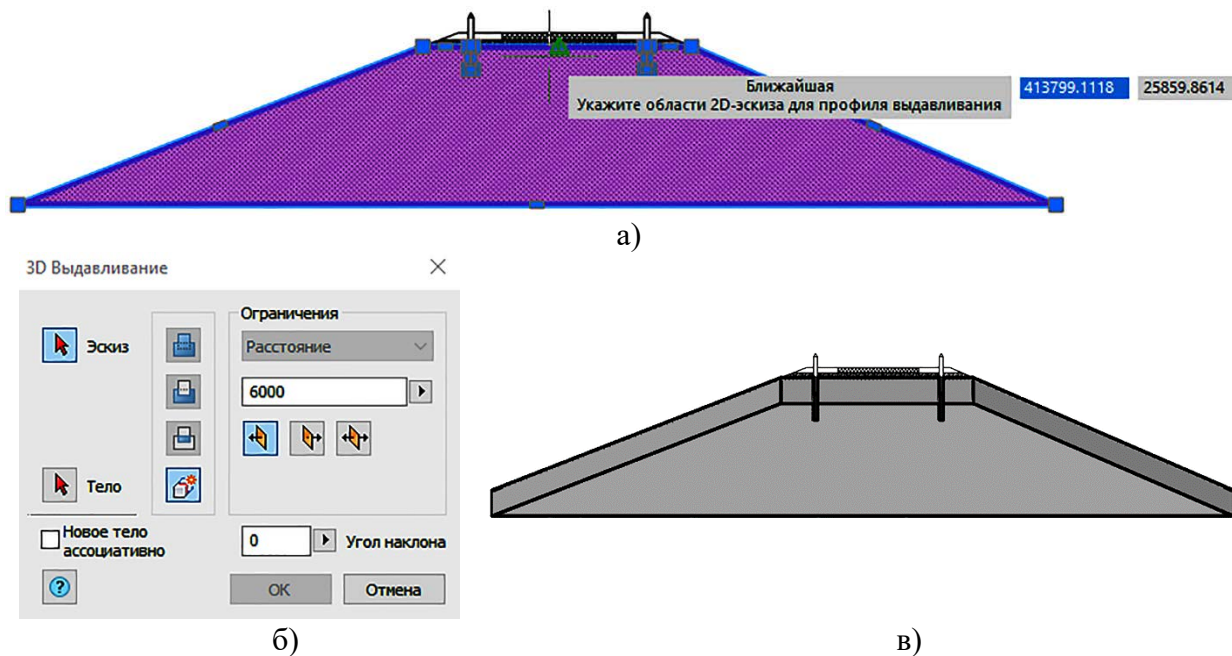 Ближайшая
Укажите области 2D-эскиза для профиля выдавливания
413799.1118
25859.8614
а)
3D Выдавливание
Эскиз
Тело
Новое тело
ассоциативно
Ограничения
Расстояние
6000
0
Угол наклона
ОК
Отмена
б)
в)